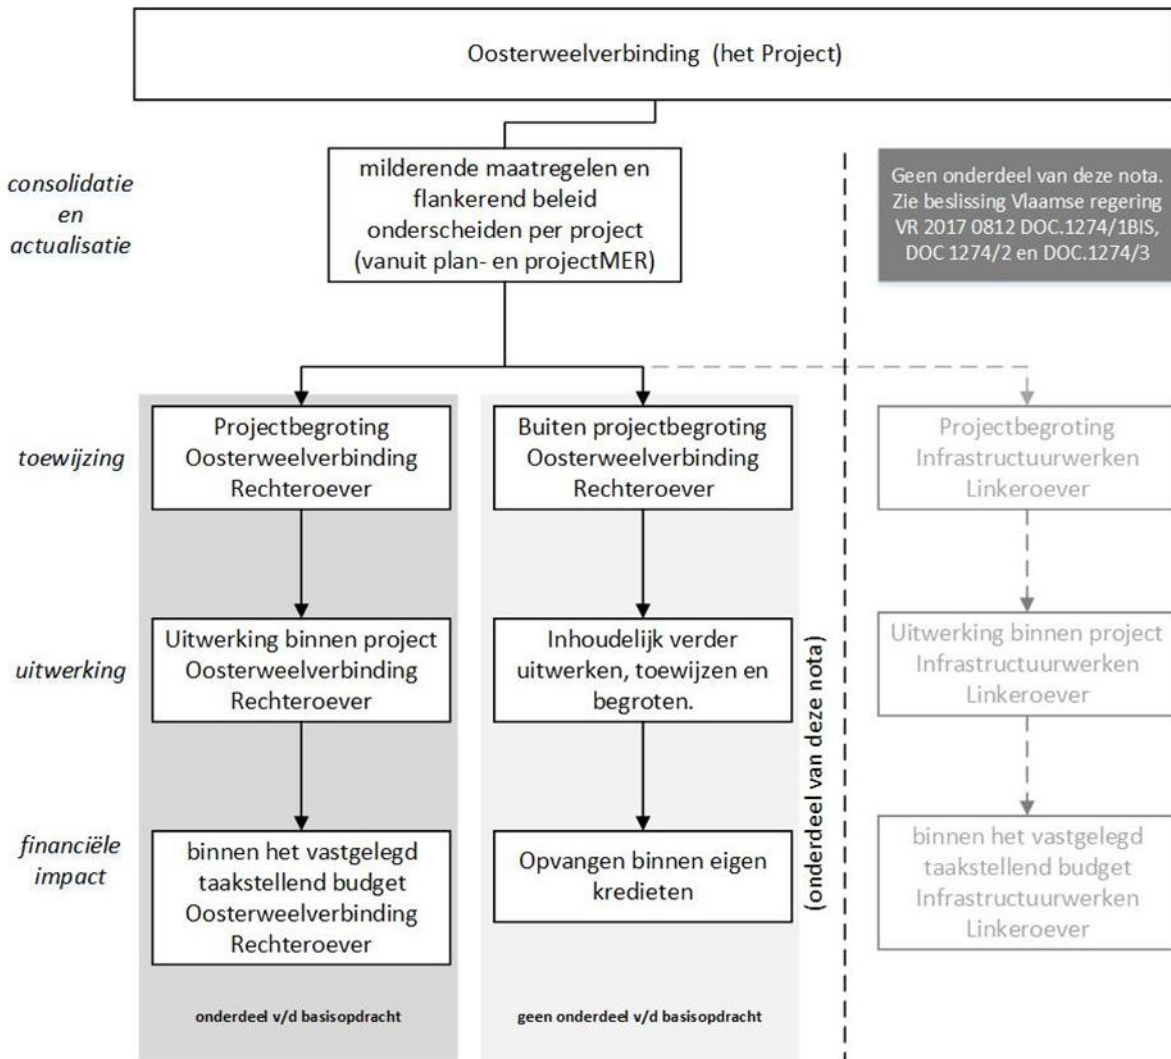 Oosterweelverbinding (het Project)
consolidatie
en
actualisatie
milderende maatregelen en
flankerend beleid
onderscheiden per project
(vanuit plan- en projectMER)
Geen onderdeel van deze nota.
Zie beslissing Vlaamse regering
VR 2017 0812 DOC.1274/1BIS,
DOC 1274/2 en DOC.1274/3
toewijzing
Projectbegroting
Oosterweelverbinding
Rechteroever
Buiten projectbegroting
Oosterweelverbinding
Rechteroever
Projectbegroting
Infrastructuurwerken
Linkeroever
uitwerking
Uitwerking binnen project
Oosterweelverbinding
Rechteroever
Inhoudelijk verder
uitwerken, toewijzen en
begroten.
(onderdeel van deze nota)
Uitwerking binnen project
Infrastructuurwerken
Linkeroever
financiële
impact
binnen het vastgelegd
taakstellend budget
Oosterweelverbinding
Rechteroever
Opvangen binnen eigen
kredieten
binnen het vastgelegd
taakstellend budget
Infrastructuurwerken
Linkeroever
onderdeel v/d basisopdracht
geen onderdeel v/d basisopdracht